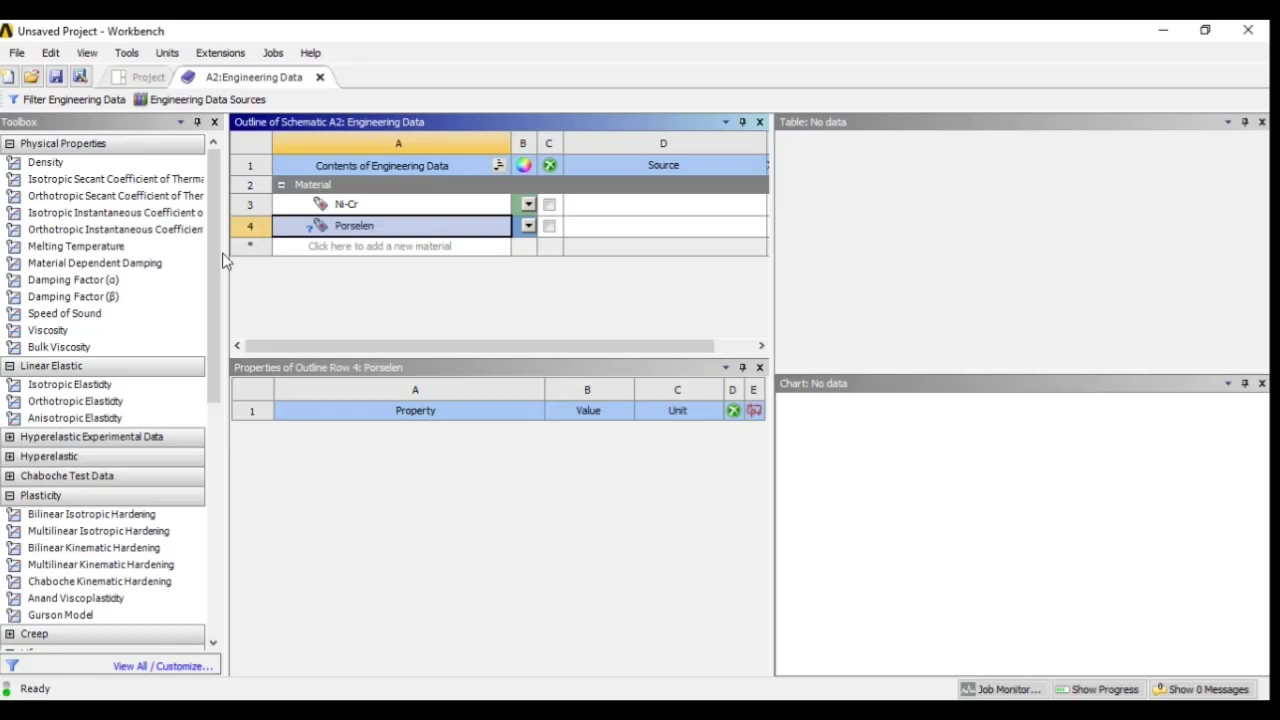 Unsaved Project - Workbench
File Edit View Tools Units Extensions Jobs Help
Project A2:Engineering Data
Filter Engineering Data Engineering Data Sources
Toolbox
Physical Properties
Density
Isotropic Secant Coefficient of Therma
Orthotropic Secant Coefficient of Ther
Isotropic Instantaneous Coefficient o
Orthotropic Instantaneous Coefficien
Melting Temperature
Material Dependent Damping
Damping Factor (α)
Damping Factor (β)
Speed of Sound
Viscosity
Bulk Viscosity
Linear Elastic
Isotropic Elastidty
Orthotropic Elastidty
Anisotropic Elastidty
Hyperelastic Experimental Data
Hyperelastic
Chaboche Test Data
Plastidty
Bilinear Isotropic Hardening
Multilinear Isotropic Hardening
Bilinear Kinematic Hardening
Multilinear Kinematic Hardening
Chaboche Kinematic Hardening
Anand Viscoplastidty
Gurson Model
Creep
View All / Customize...
Outline of Schematic A2: Engineering Data
A B C D
1 Contents of Engineering Data Source
2 Material
3 Ni-Cr
4 Porselen
* Click here to add a new material
Properties of Outline Row 4: Porselen
A B C D E
1 Property Value Unit
Table: No data
Chart: No data
Ready
Job Monitor... Show Progress Show 0 Messages